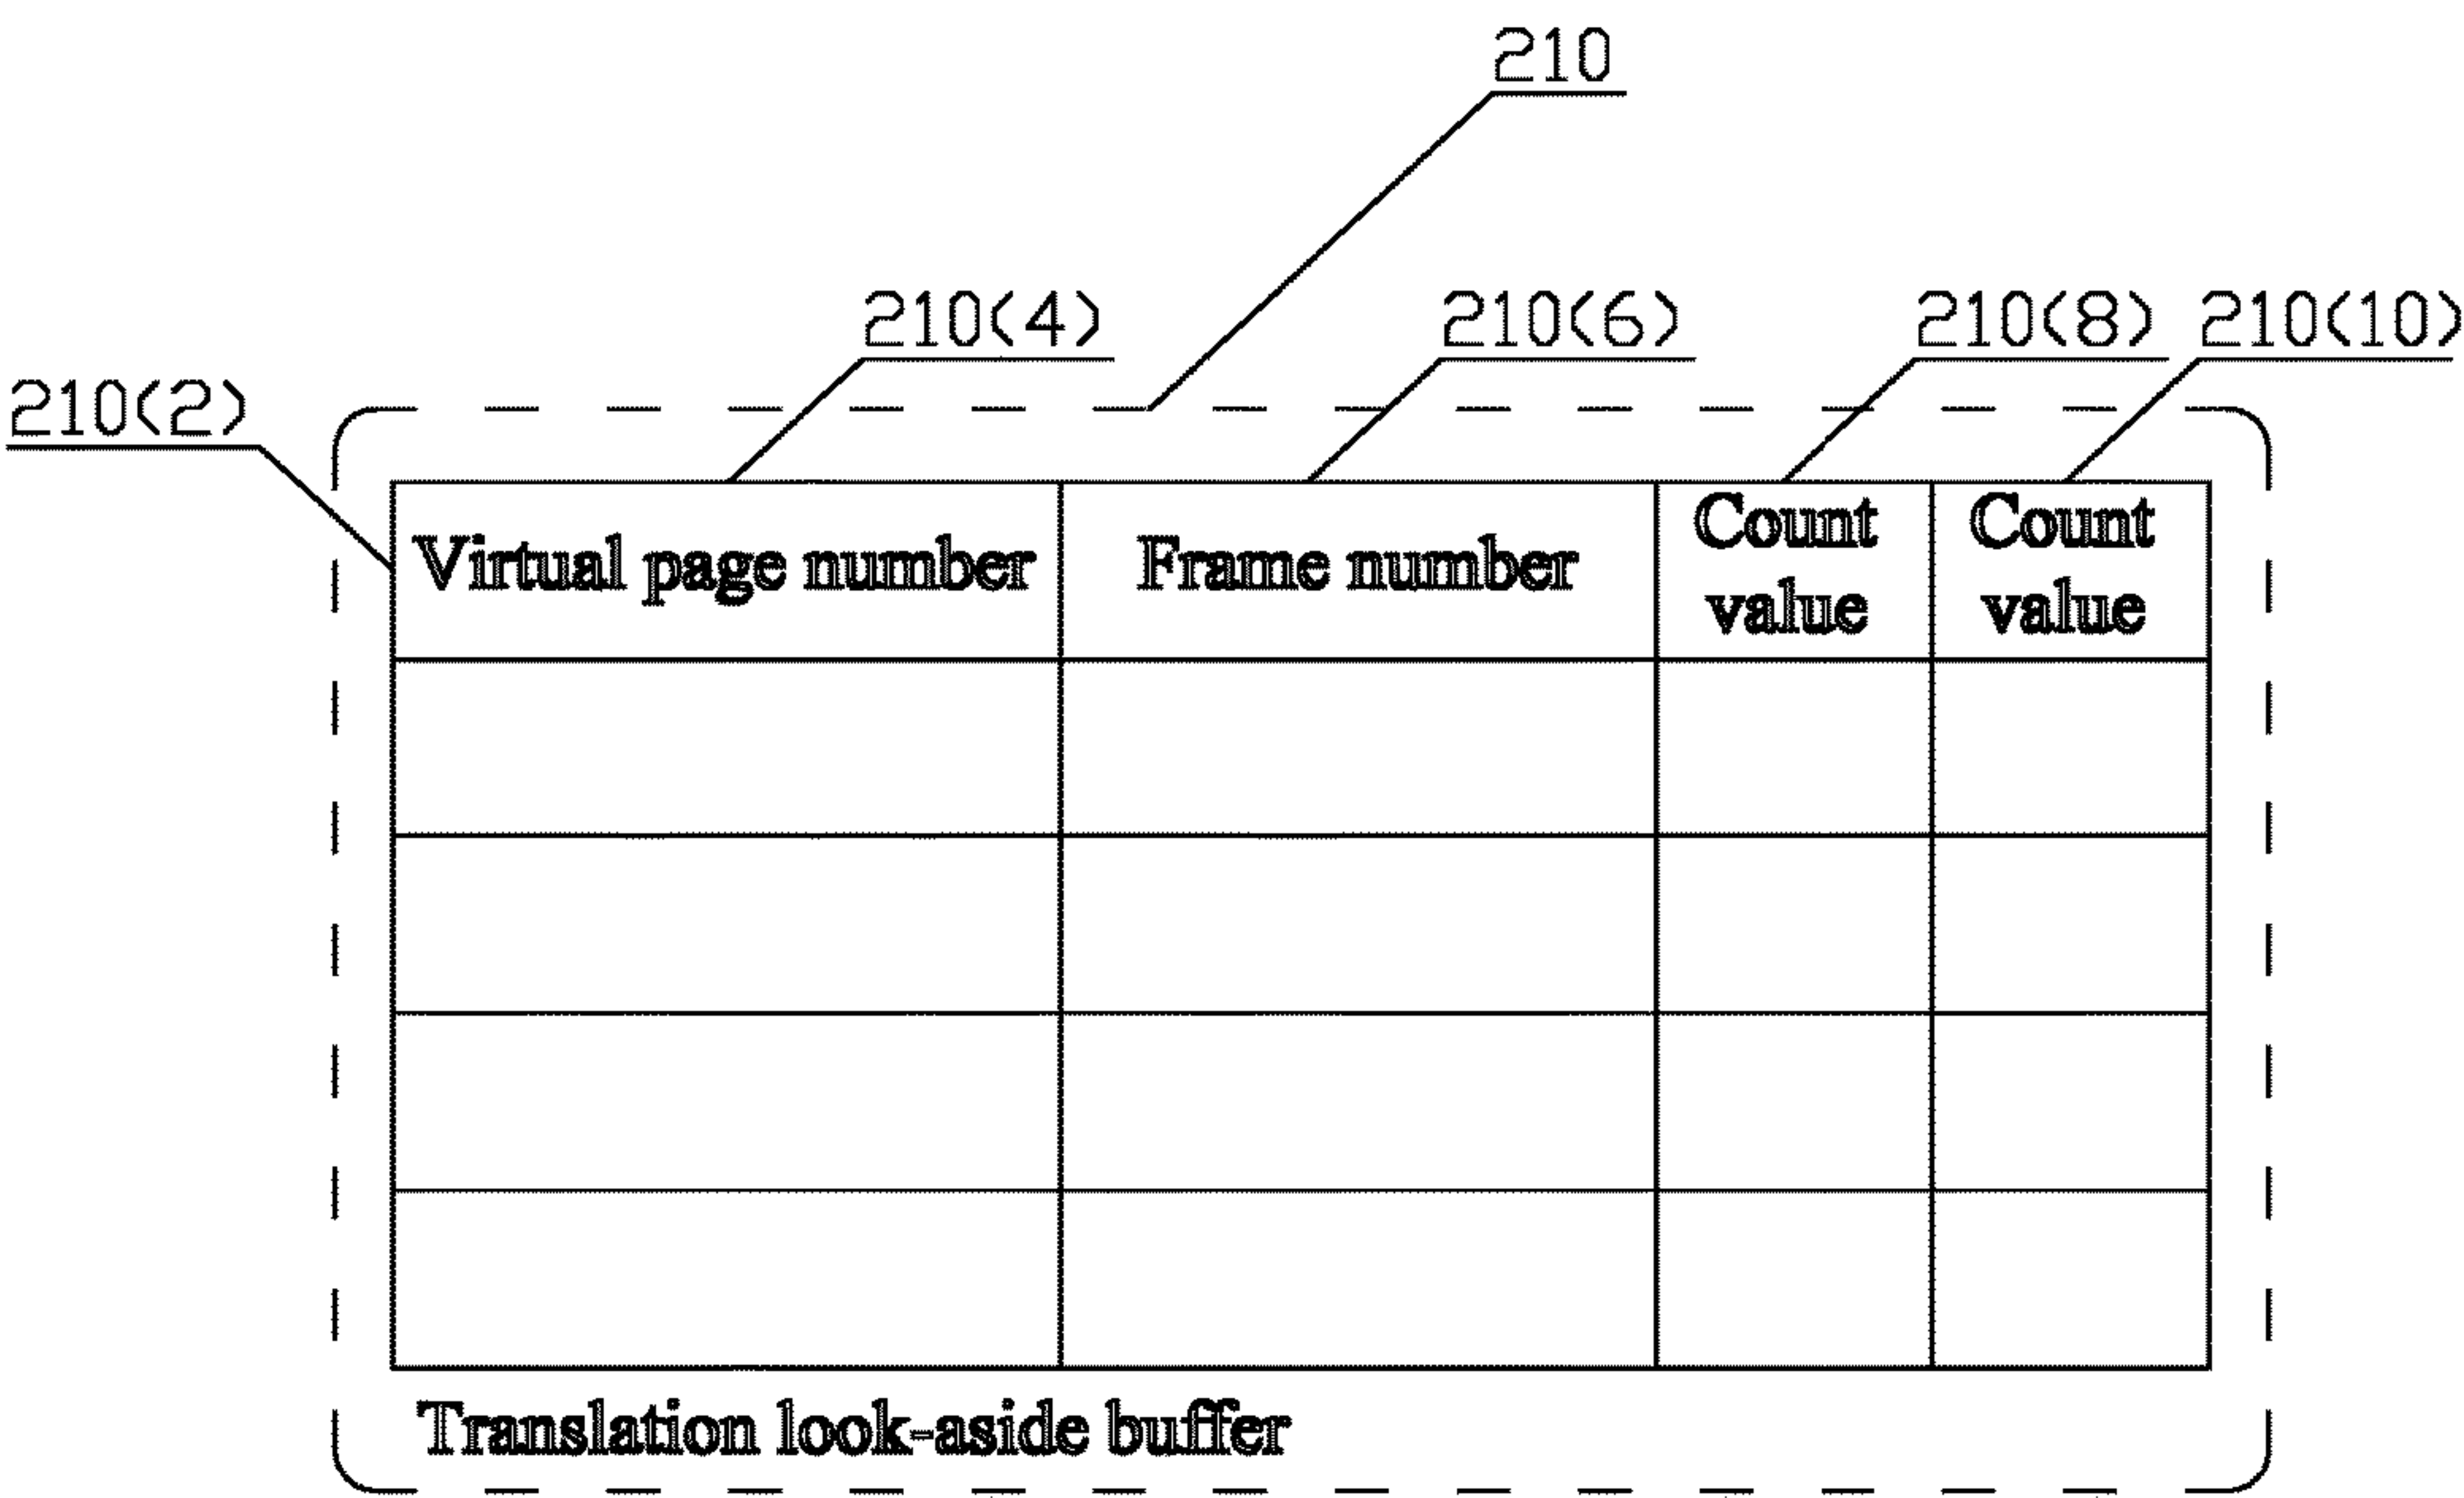 210
210(4) 210(6) 210(8) 210(10)
210(2)
Virtual page number Frame number Count value Count value
Translation look-aside buffer